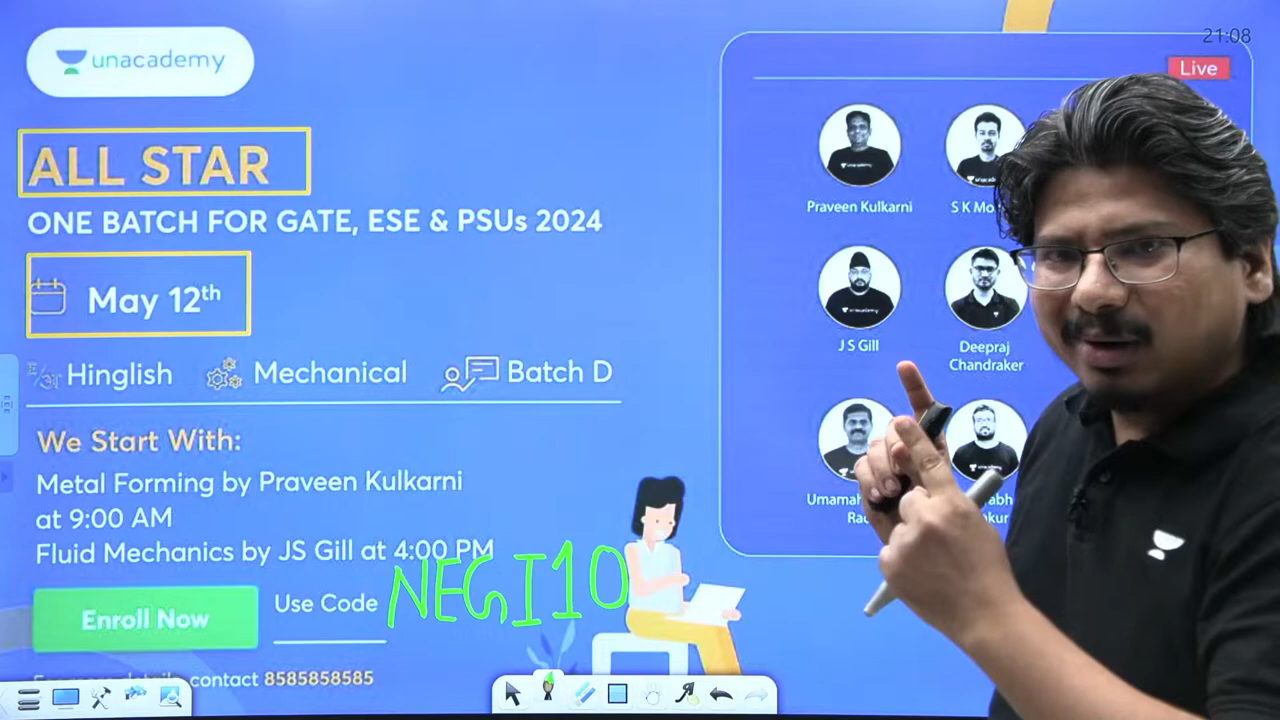 unacademy
ALL STAR
ONE BATCH FOR GATE, ESE & PSUs 2024
May 12th
Hinglish
Mechanical
Batch D
We Start With:
Metal Forming by Praveen Kulkarni
at 9:00 AM
Fluid Mechanics by JS Gill at 4:00 PM
Enroll Now
Use Code
NEGI10
contact 8585858585
21:08
Live
Praveen Kulkarni
S K
J S Gill
Deepraj
Chandraker